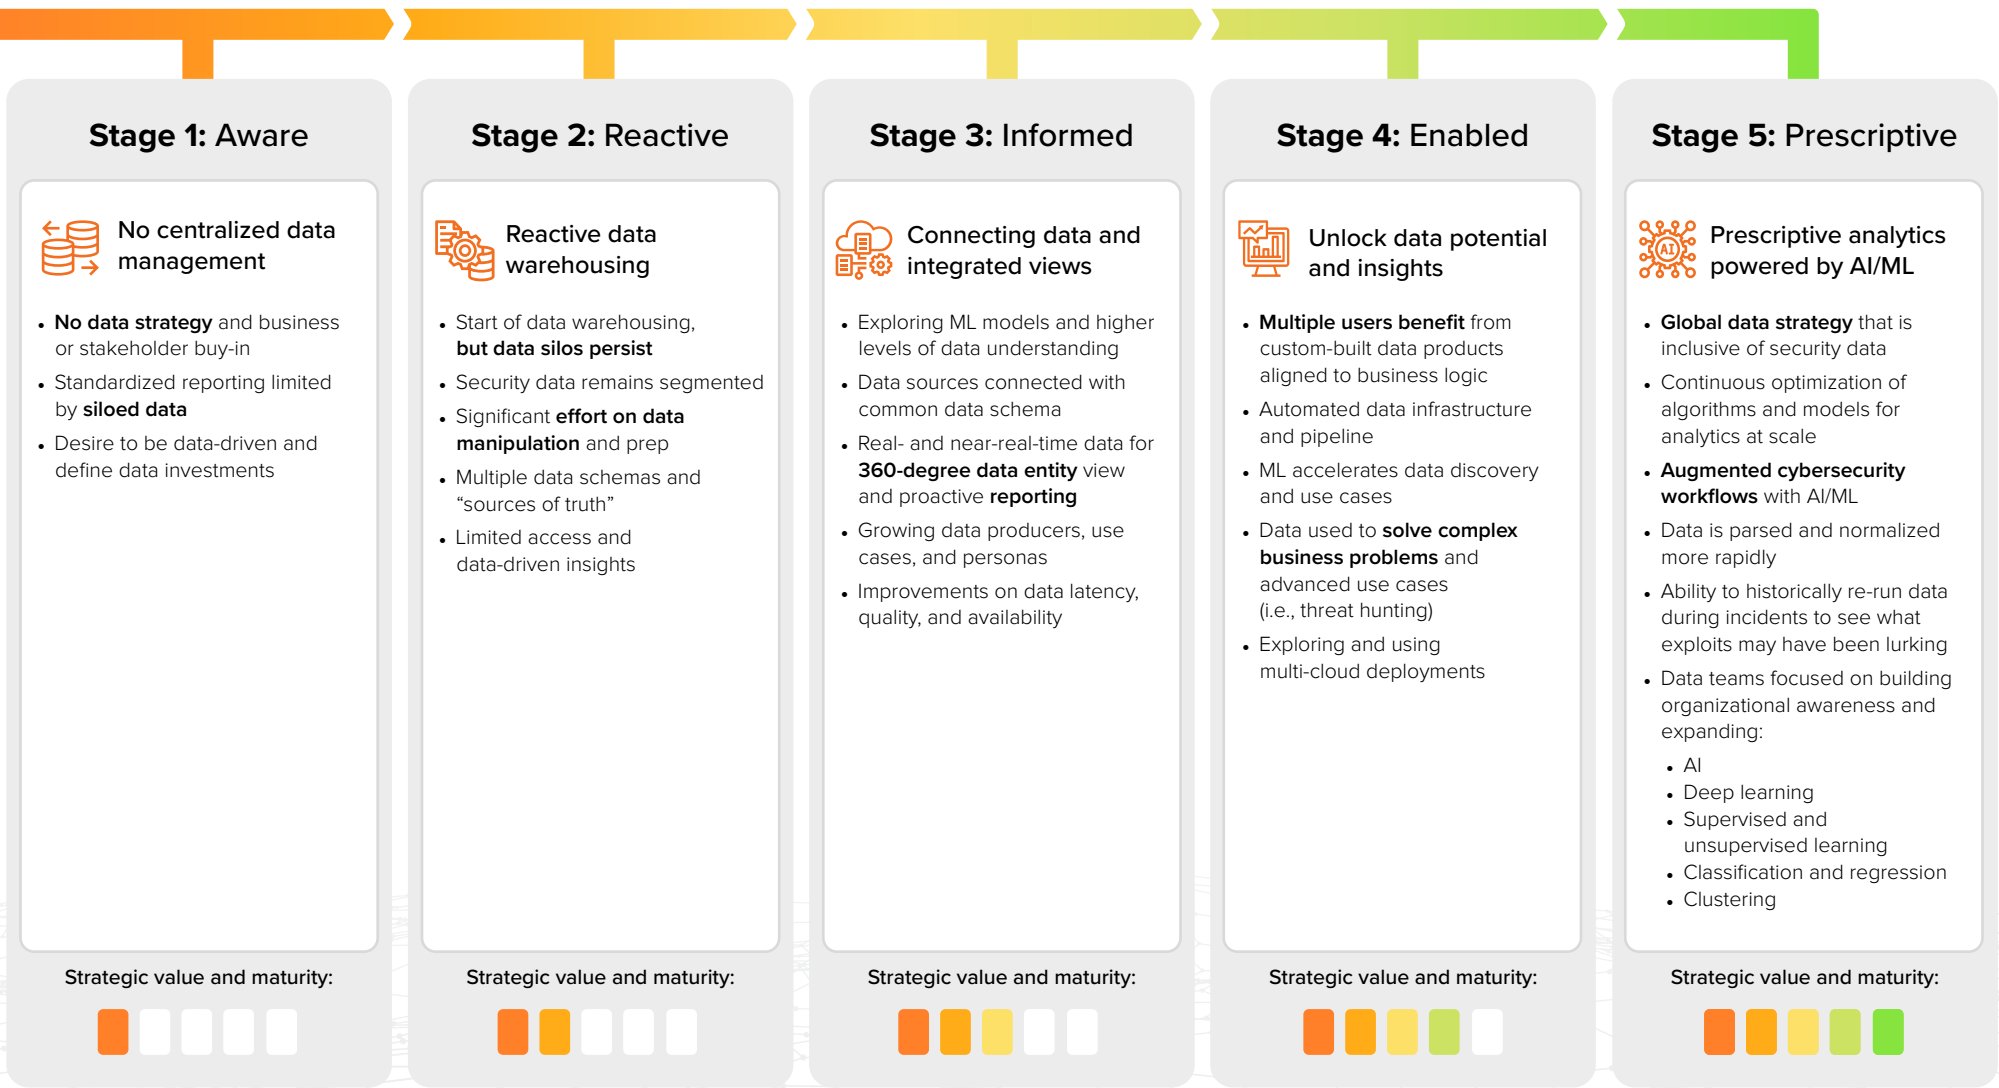 Stage 1: Aware
No centralized data
management
• No data strategy and business
or stakeholder buy-in
• Standardized reporting limited
by siloed data
• Desire to be data-driven and
define data investments
Strategic value and maturity:
Stage 2: Reactive
Reactive data
warehousing
• Start of data warehousing,
but data silos persist
• Security data remains segmented
• Significant effort on data
manipulation and prep
• Multiple data schemas and
“sources of truth”
• Limited access and
data-driven insights
Strategic value and maturity:
Stage 3: Informed
Connecting data and
integrated views
• Exploring ML models and higher
levels of data understanding
• Data sources connected with
common data schema
• Real- and near-real-time data for
360-degree data entity view
and proactive reporting
• Growing data producers, use
cases, and personas
• Improvements on data latency,
quality, and availability
Strategic value and maturity:
Stage 4: Enabled
Unlock data potential
and insights
• Multiple users benefit from
custom-built data products
aligned to business logic
• Automated data infrastructure
and pipeline
• ML accelerates data discovery
and use cases
• Data used to solve complex
business problems and
advanced use cases
(i.e., threat hunting)
• Exploring and using
multi-cloud deployments
Strategic value and maturity:
Stage 5: Prescriptive
AI
Prescriptive analytics
powered by AI/ML
• Global data strategy that is
inclusive of security data
• Continuous optimization of
algorithms and models for
analytics at scale
• Augmented cybersecurity
workflows with AI/ML
• Data is parsed and normalized
more rapidly
• Ability to historically re-run data
during incidents to see what
exploits may have been lurking
• Data teams focused on building
organizational awareness and
expanding:
• AI
• Deep learning
• Supervised and
unsupervised learning
• Classification and regression
• Clustering
Strategic value and maturity: